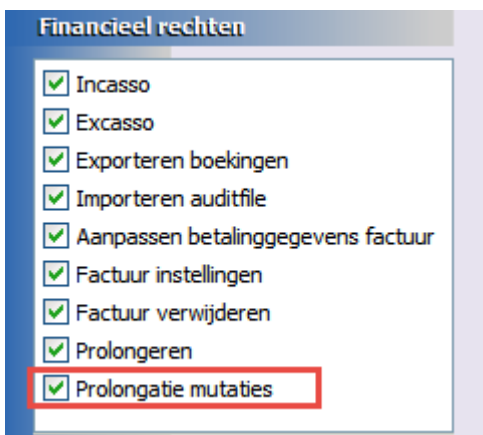 Financieel rechten
Incasso
Excasso
Exporteren boekingen
Importeren auditfile
Aanpassen betalinggegevens factuur
Factuur instellingen
Factuur verwijderen
Prolongeren
Prolongatie mutaties